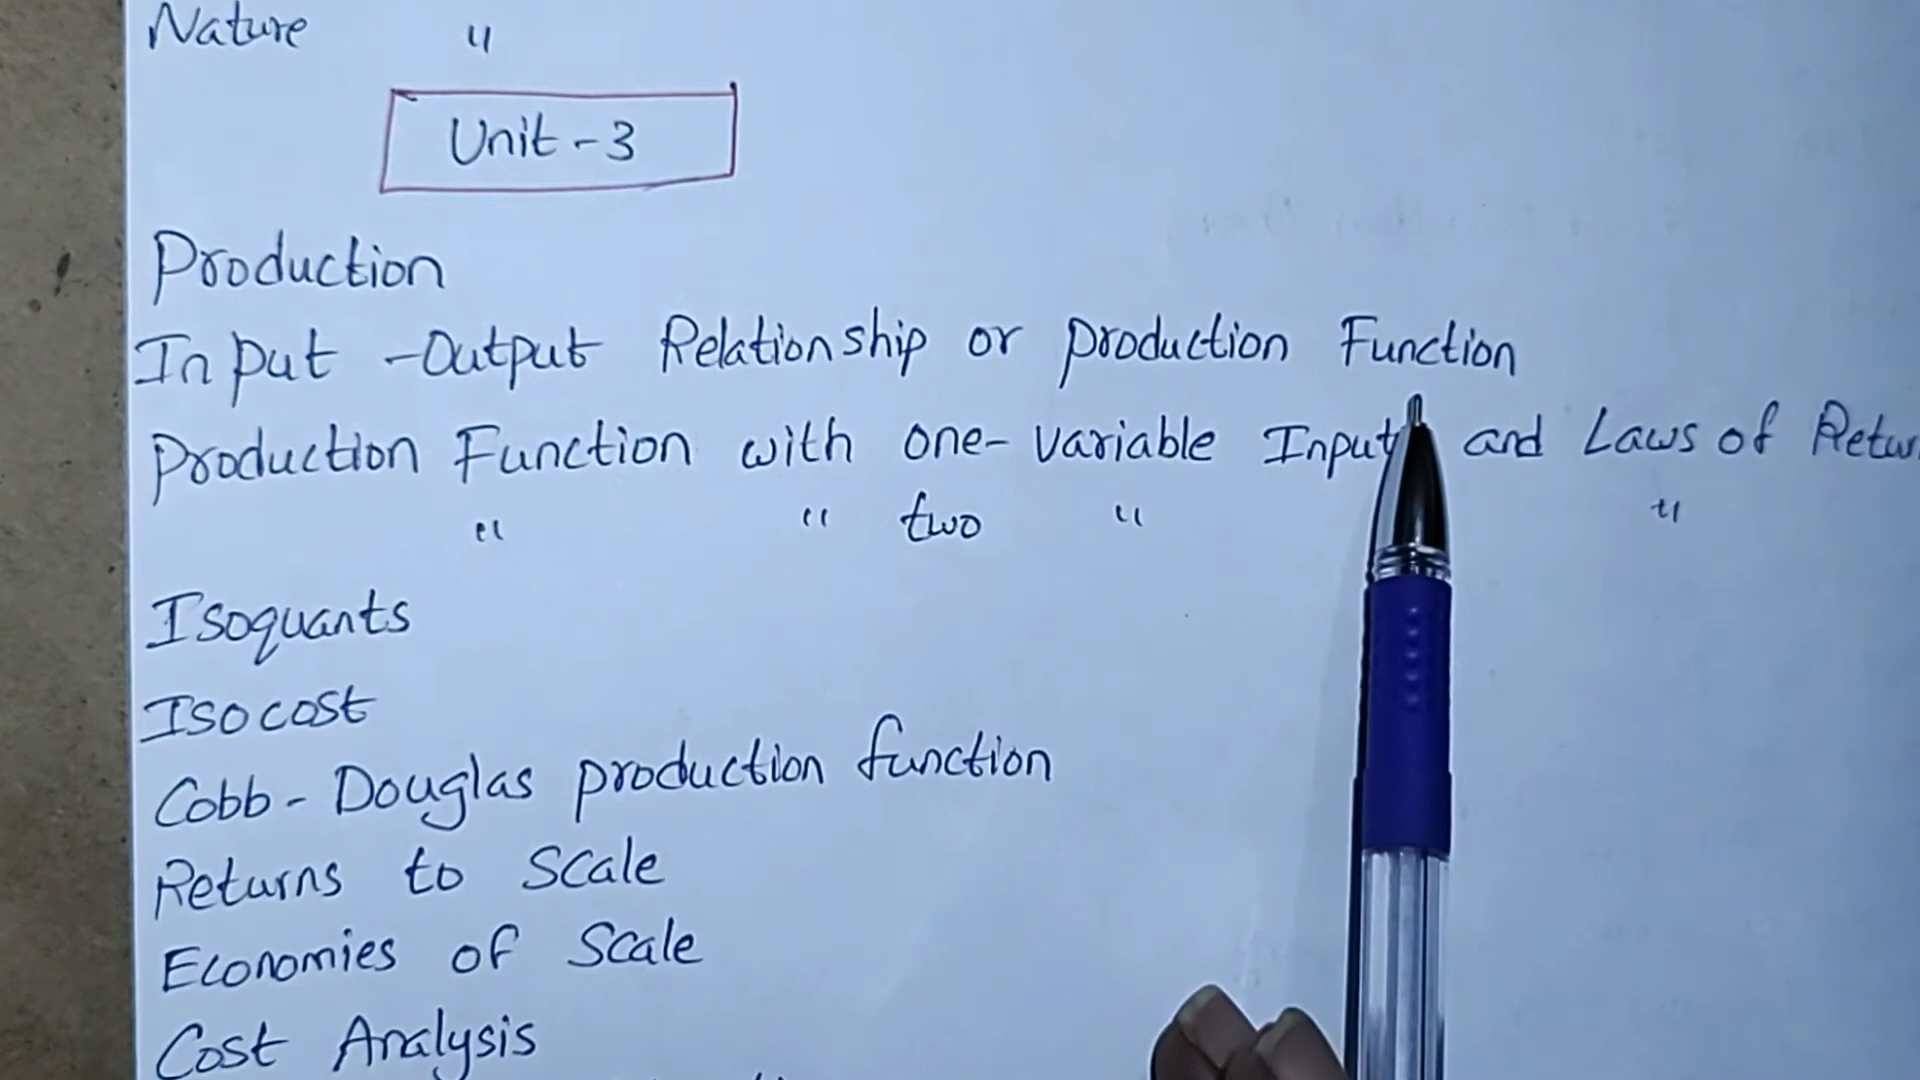 Nature "
Unit - 3
Production
Input - Output Relationship or production Function
Production Function with one - variable Input and Laws of
" " two " "
Isoquants
Isocost
Cobb - Douglas production function
Returns to Scale
Economies of Scale
Cost Analysis